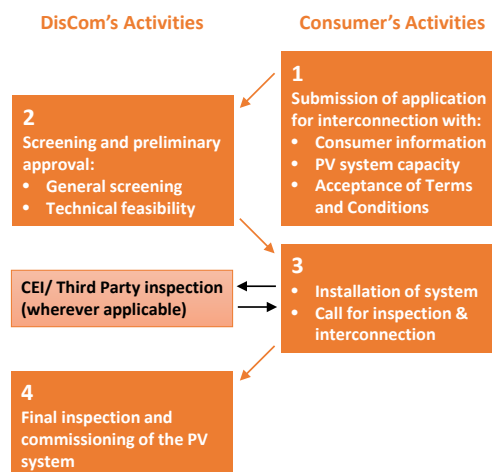 DisCom’s Activities
Consumer’s Activities
1
Submission of application
for interconnection with:
• Consumer information
• PV system capacity
• Acceptance of Terms
and Conditions
2
Screening and preliminary
approval:
• General screening
• Technical feasibility
3
• Installation of system
• Call for inspection &
interconnection
CEI/ Third Party inspection
(wherever applicable)
4
Final inspection and
commissioning of the PV
system